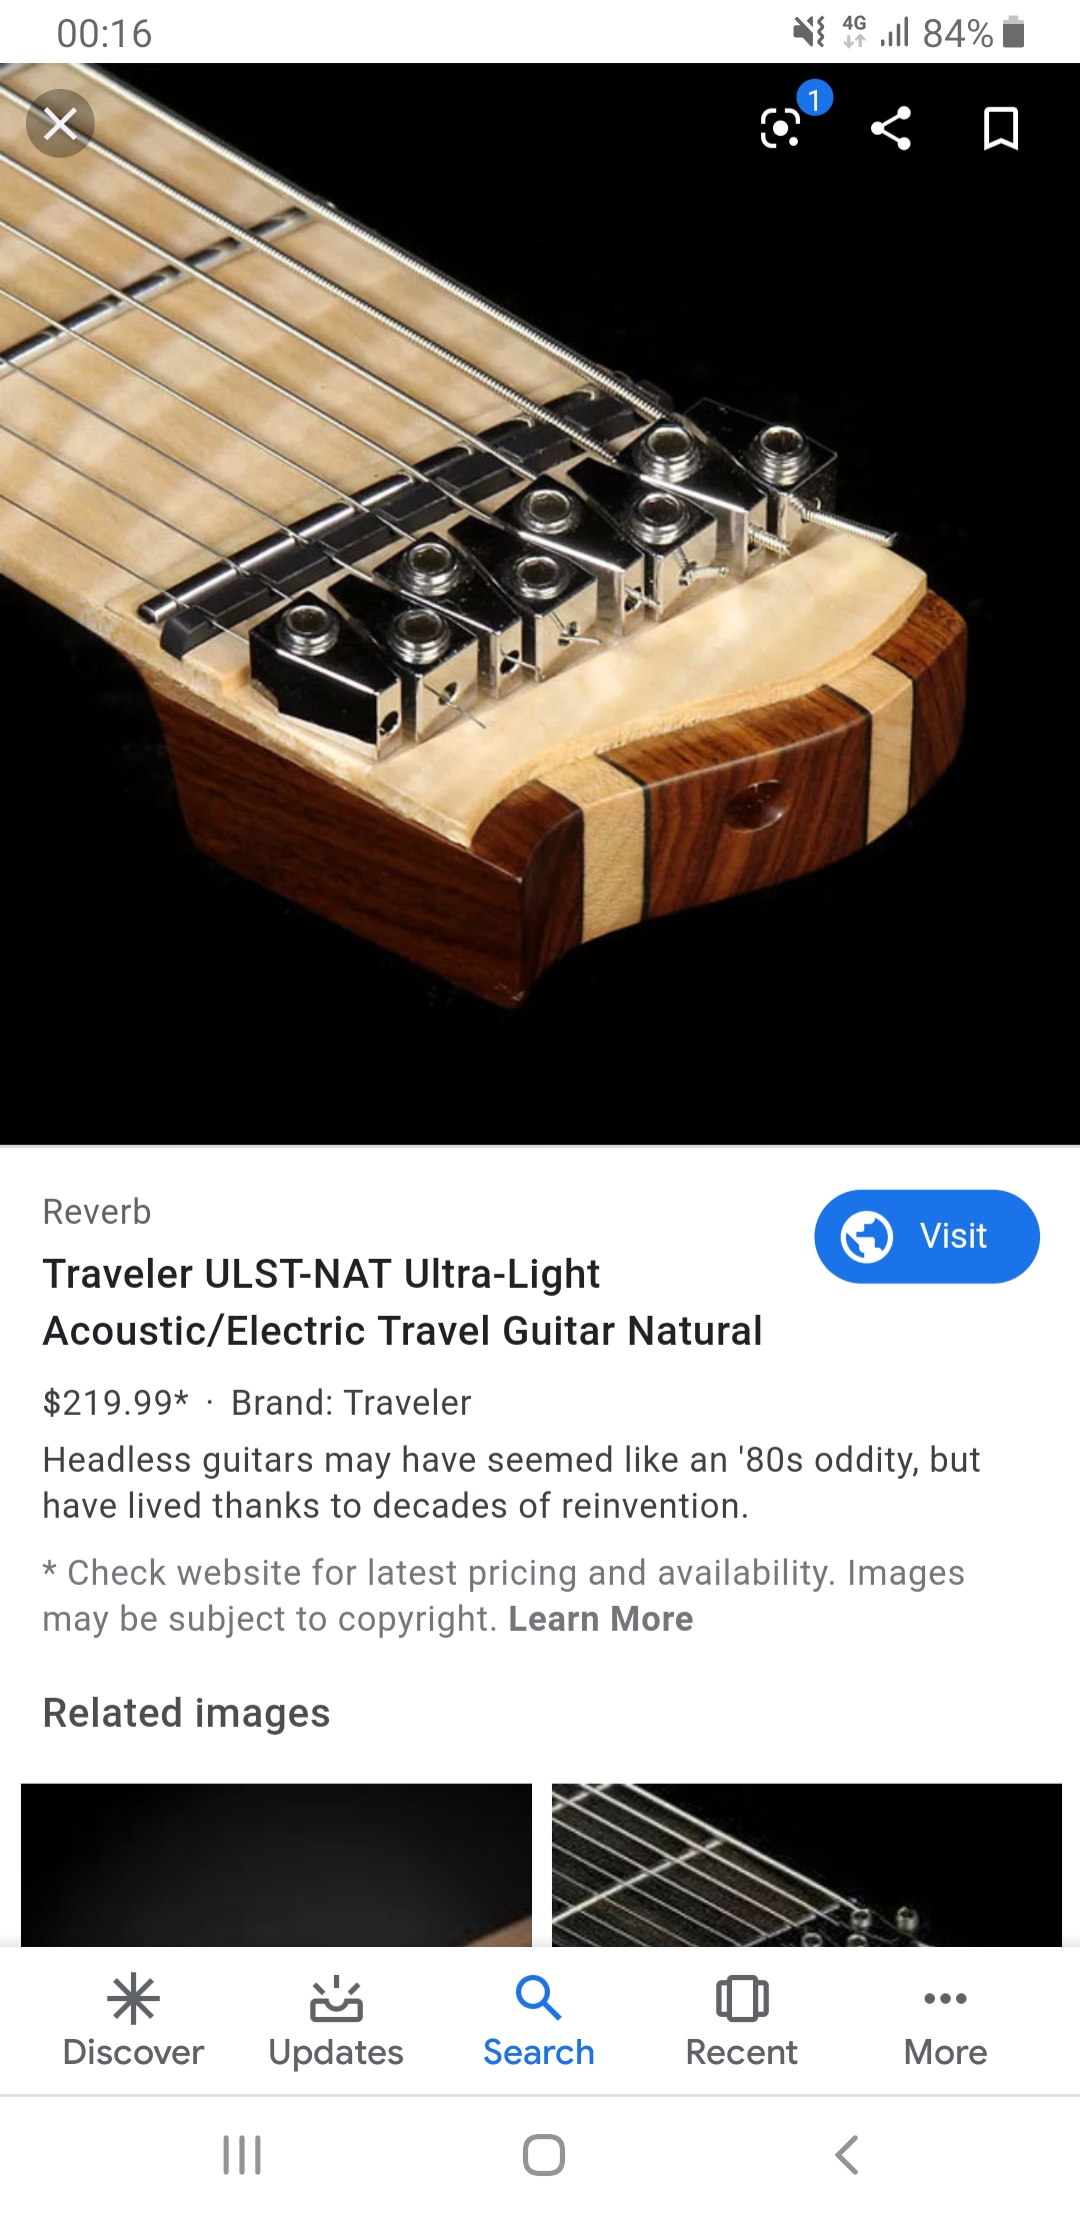 00:16
4G 84%
1
Reverb
Visit
Traveler ULST-NAT Ultra-Light
Acoustic/Electric Travel Guitar Natural
$219.99* · Brand: Traveler
Headless guitars may have seemed like an '80s oddity, but
have lived thanks to decades of reinvention.
* Check website for latest pricing and availability. Images
may be subject to copyright. Learn More
Related images
Discover Updates Search Recent More